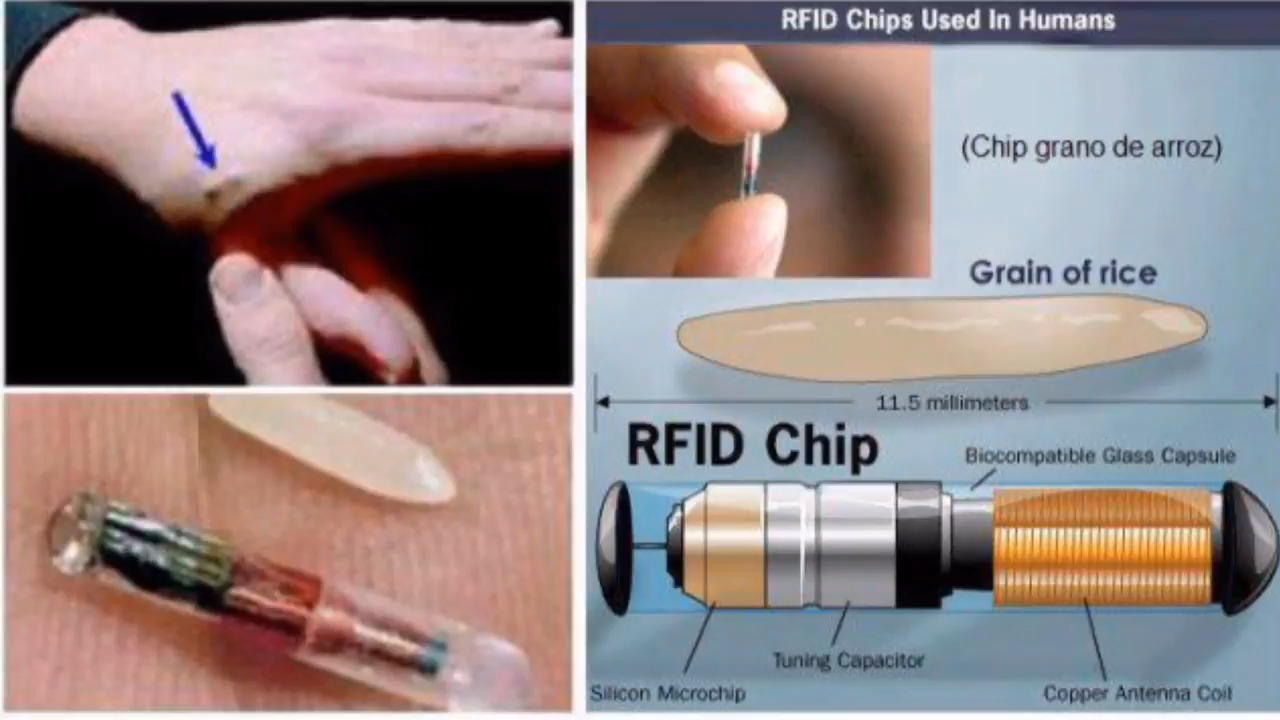 RFID Chips Used In Humans
(Chip grano de arroz)
Grain of rice
11.5 millimeters
RFID Chip
Biocompatible Glass Capsule
Tuning Capacitor
Silicon Microchip
Copper Antenna Coil